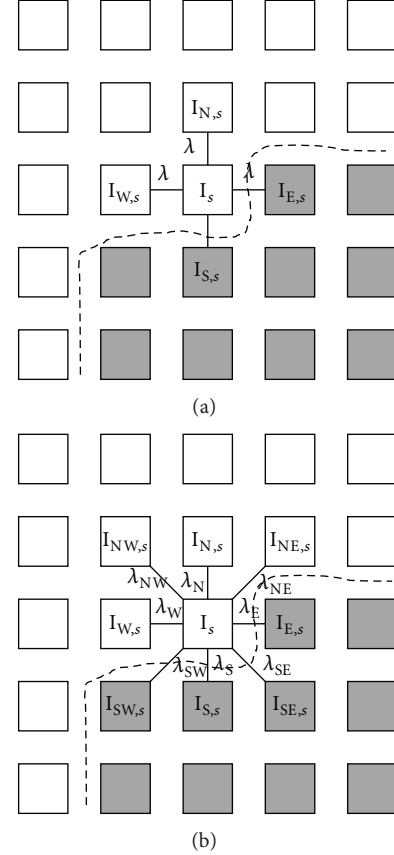 I_N,s
λ
I_W,s λ I_s λ I_E,s
I_S,s
(a)
I_NW,s I_N,s I_NE,s
λ_NW λ_N λ_NE
I_W,s λ_W I_s λ_E I_E,s
λ_SW λ_S λ_SE
I_SW,s I_S,s I_SE,s
(b)